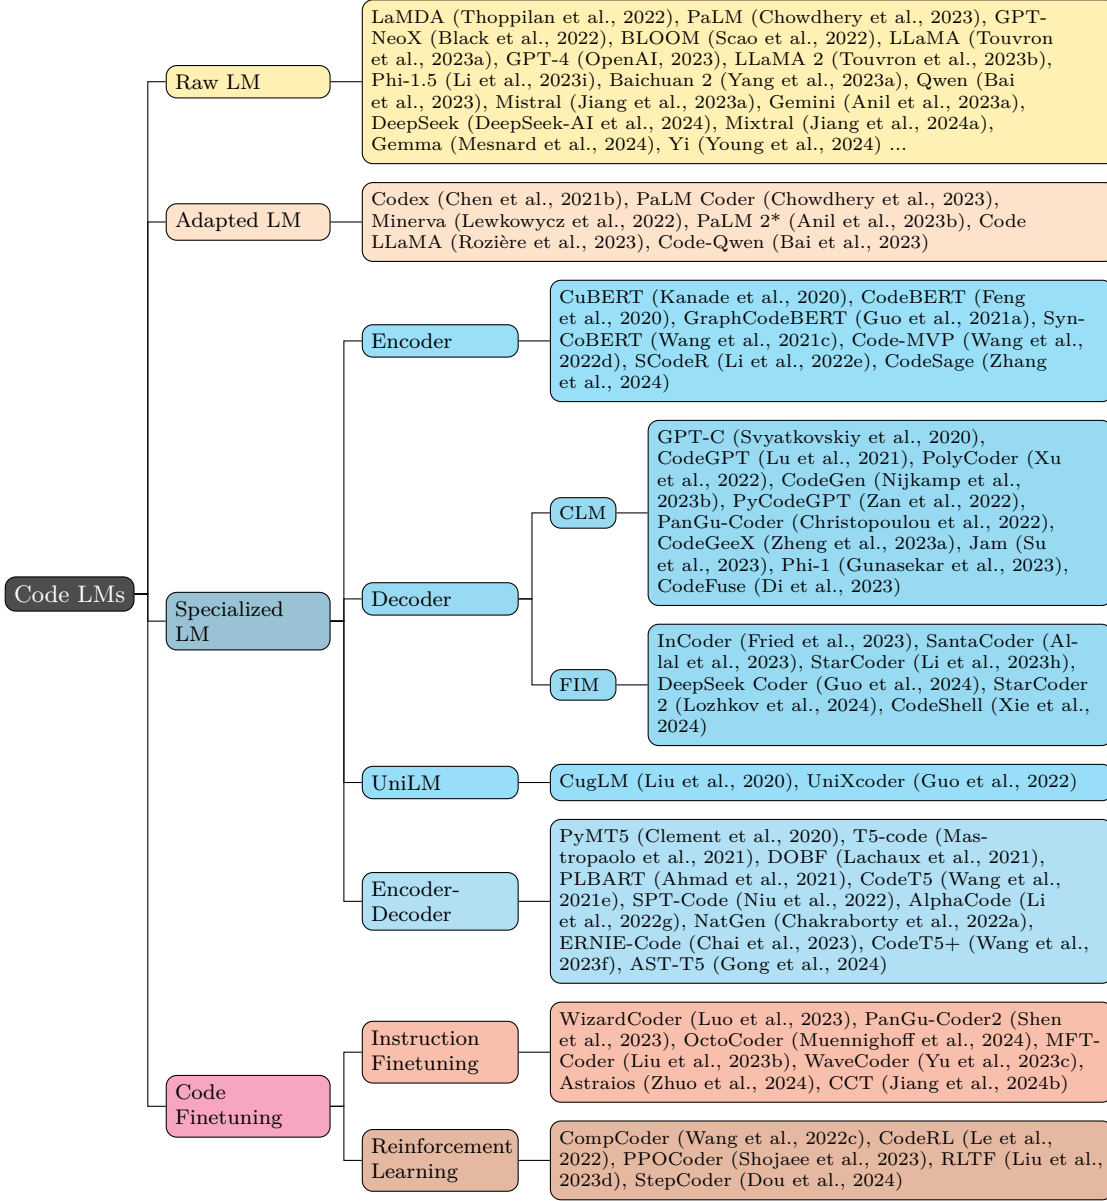 LaMDA (Thoppilan et al., 2022), PaLM (Chowdhery et al., 2023), GPT-
NeoX (Black et al., 2022), BLOOM (Scao et al., 2022), LLaMA (Touvron
et al., 2023a), GPT-4 (OpenAI, 2023), LLaMA 2 (Touvron et al., 2023b),
Phi-1.5 (Li et al., 2023i), Baichuan 2 (Yang et al., 2023a), Qwen (Bai
et al., 2023), Mistral (Jiang et al., 2023a), Gemini (Anil et al., 2023a),
DeepSeek (DeepSeek-AI et al., 2024), Mixtral (Jiang et al., 2024a),
Gemma (Mesnard et al., 2024), Yi (Young et al., 2024) ...
Raw LM
Codex (Chen et al., 2021b), PaLM Coder (Chowdhery et al., 2023),
Minerva (Lewkowycz et al., 2022), PaLM 2* (Anil et al., 2023b), Code
LLaMA (Rozière et al., 2023), Code-Qwen (Bai et al., 2023)
Adapted LM
CuBERT (Kanade et al., 2020), CodeBERT (Feng
et al., 2020), GraphCodeBERT (Guo et al., 2021a), Syn-
CoBERT (Wang et al., 2021c), Code-MVP (Wang et al.,
2022d), SCodeR (Li et al., 2022e), CodeSage (Zhang
et al., 2024)
Encoder
GPT-C (Svyatkovskiy et al., 2020),
CodeGPT (Lu et al., 2021), PolyCoder (Xu
et al., 2022), CodeGen (Nijkamp et al.,
2023b), PyCodeGPT (Zan et al., 2022),
PanGu-Coder (Christopoulou et al., 2022),
CodeGeeX (Zheng et al., 2023a), Jam (Su
et al., 2023), Phi-1 (Gunasekar et al., 2023),
CodeFuse (Di et al., 2023)
CLM
Code LMs
Specialized
LM
Decoder
InCoder (Fried et al., 2023), SantaCoder (Al-
lal et al., 2023), StarCoder (Li et al., 2023h),
DeepSeek Coder (Guo et al., 2024), StarCoder
2 (Lozhkov et al., 2024), CodeShell (Xie et al.,
2024)
FIM
UniLM
CugLM (Liu et al., 2020), UniXcoder (Guo et al., 2022)
PyMT5 (Clement et al., 2020), T5-code (Mas-
tropaolo et al., 2021), DOBF (Lachaux et al., 2021),
PLBART (Ahmad et al., 2021), CodeT5 (Wang et al.,
2021e), SPT-Code (Niu et al., 2022), AlphaCode (Li
et al., 2022g), NatGen (Chakraborty et al., 2022a),
ERNIE-Code (Chai et al., 2023), CodeT5+ (Wang et al.,
2023f), AST-T5 (Gong et al., 2024)
Encoder-
Decoder
WizardCoder (Luo et al., 2023), PanGu-Coder2 (Shen
et al., 2023), OctoCoder (Muennighoff et al., 2024), MFT-
Coder (Liu et al., 2023b), WaveCoder (Yu et al., 2023c),
Astraios (Zhuo et al., 2024), CCT (Jiang et al., 2024b)
Instruction
Finetuning
Code
Finetuning
CompCoder (Wang et al., 2022c), CodeRL (Le et al.,
2022), PPOCoder (Shojaee et al., 2023), RLTF (Liu et al.,
2023d), StepCoder (Dou et al., 2024)
Reinforcement
Learning